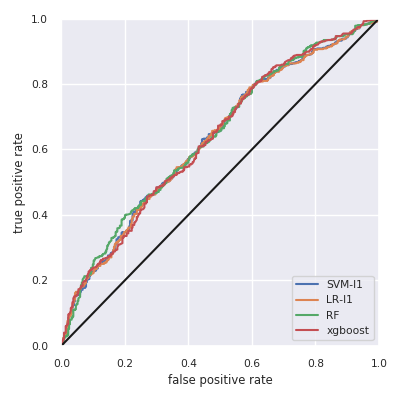 1.0
0.8
0.6
0.4
0.2
0.0
true positive rate
0.0 0.2 0.4 0.6 0.8 1.0
false positive rate
SVM-l1
LR-l1
RF
xgboost